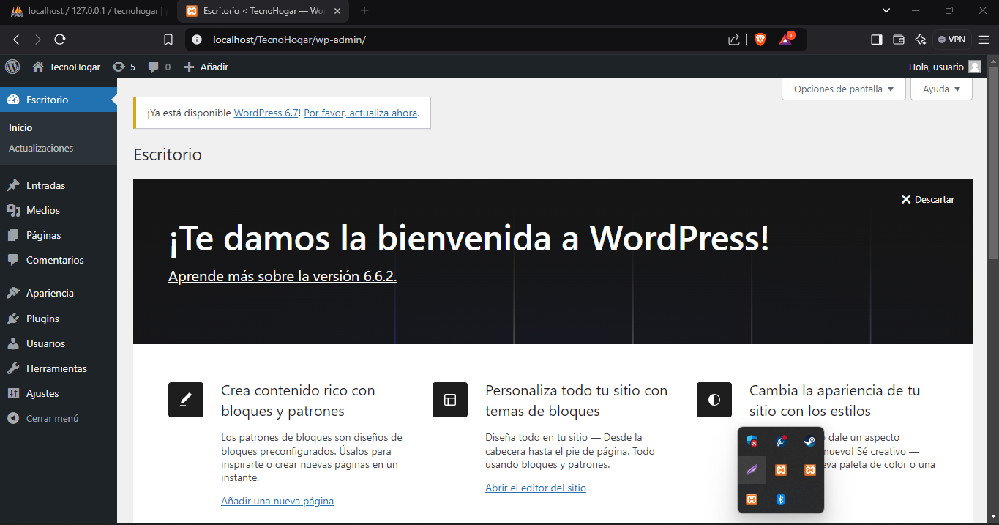 localhost / 127.0.0.1 / tecnohogar |
Escritorio < TecnoHogar — Wo
localhost/TecnoHogar/wp-admin/
1
VPN
TecnoHogar
5
0
Añadir
Hola, usuario
Escritorio
Inicio
Actualizaciones
Entradas
Medios
Páginas
Comentarios
Apariencia
Plugins
Usuarios
Herramientas
Ajustes
Cerrar menú
Opciones de pantalla
Ayuda
¡Ya está disponible WordPress 6.7! Por favor, actualiza ahora.
Escritorio
Descartar
¡Te damos la bienvenida a WordPress!
Aprende más sobre la versión 6.6.2.
Crea contenido rico con
bloques y patrones
Los patrones de bloques son diseños de
bloques preconfigurados. Úsalos para
inspirarte o crear nuevas páginas en un
instante.
Añadir una nueva página
Personaliza todo tu sitio con
temas de bloques
Diseña todo en tu sitio — Desde la
cabecera hasta el pie de página. Todo
usando bloques y patrones.
Abrir el editor del sitio
Cambia la apariencia de tu
sitio con los estilos
dale un aspecto
nuevo! Sé creativo —
eva paleta de color o una